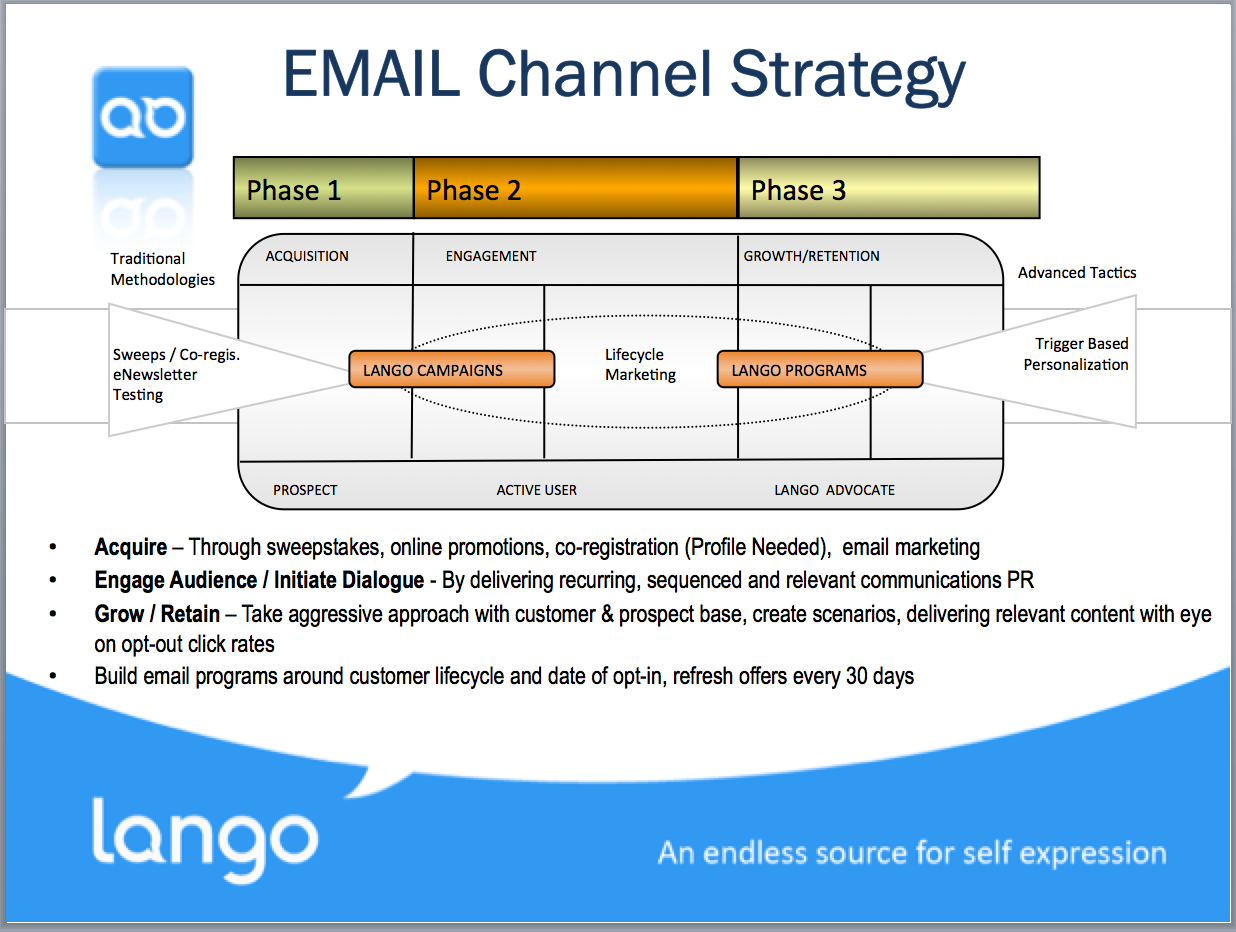 EMAIL Channel Strategy
Phase 1
Phase 2
Phase 3
Traditional
Methodologies
ACQUISITION
ENGAGEMENT
GROWTH/RETENTION
Advanced Tactics
Sweeps / Co-regis.
eNewsletter
Testing
LANGO CAMPAIGNS
Lifecycle
Marketing
LANGO PROGRAMS
Trigger Based
Personalization
PROSPECT
ACTIVE USER
LANGO  ADVOCATE
• Acquire – Through sweepstakes, online promotions, co-registration (Profile Needed),  email marketing
• Engage Audience / Initiate Dialogue - By delivering recurring, sequenced and relevant communications PR
• Grow / Retain – Take aggressive approach with customer & prospect base, create scenarios, delivering relevant content with eye
on opt-out click rates
• Build email programs around customer lifecycle and date of opt-in, refresh offers every 30 days
lango
An endless source for self expression